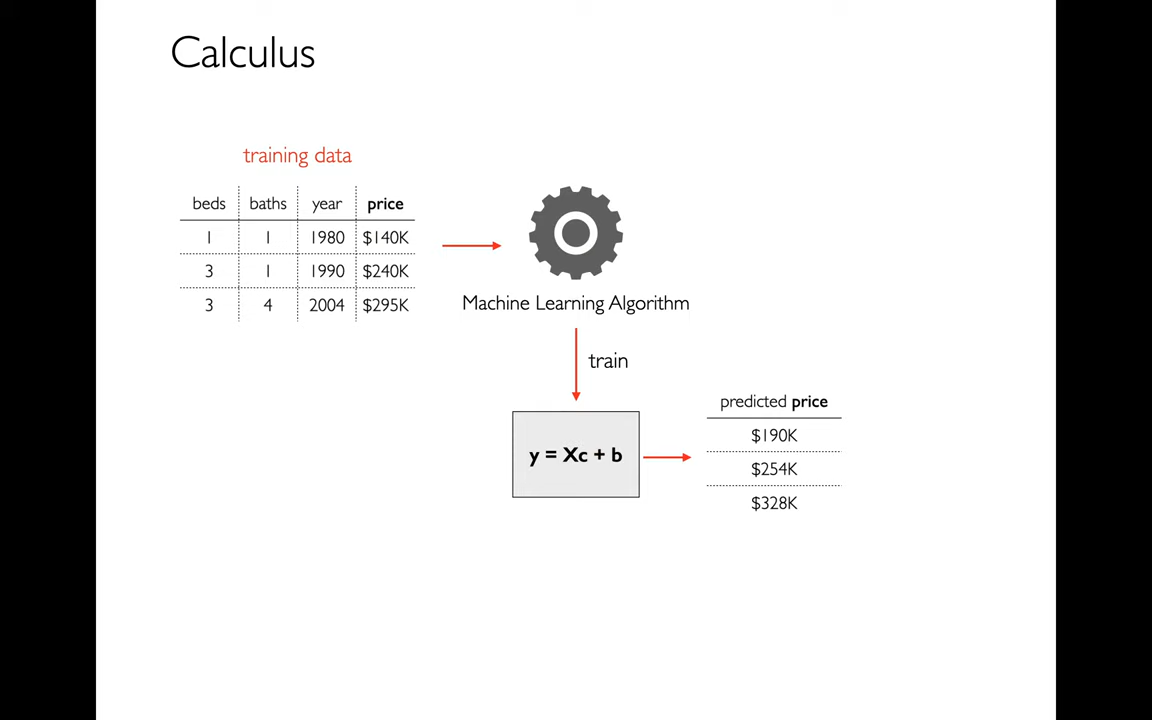 Calculus
training data
beds baths year price
1 1 1980 $140K
3 1 1990 $240K
3 4 2004 $295K
Machine Learning Algorithm
train
y = Xc + b
predicted price
$190K
$254K
$328K